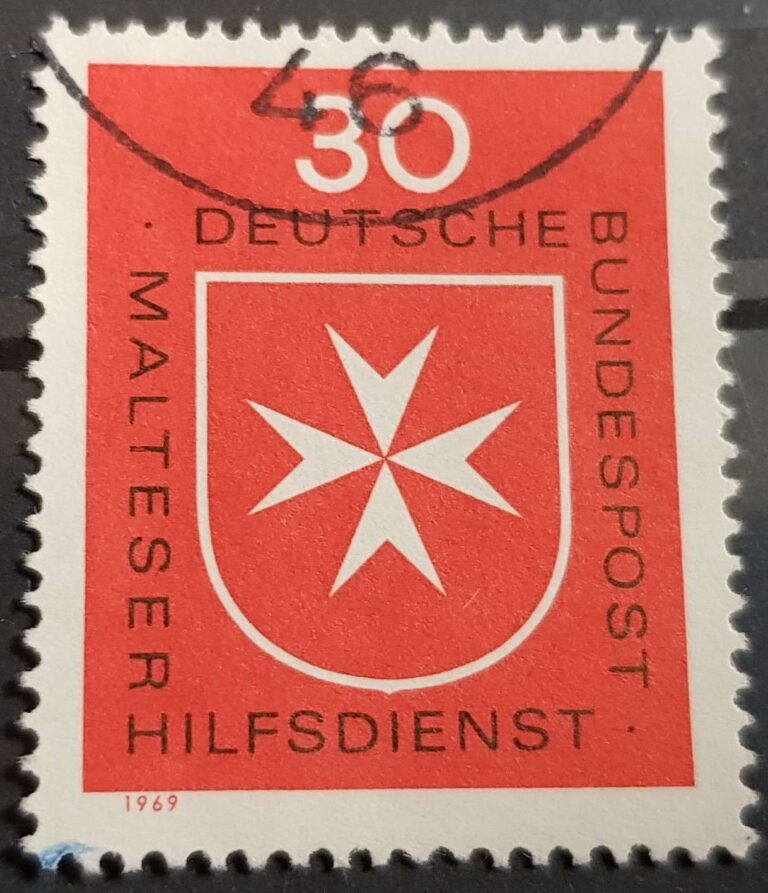 46
30
DEUTSCHE
BUNDESPOST
MALTESER
HILFSDIENST
1969